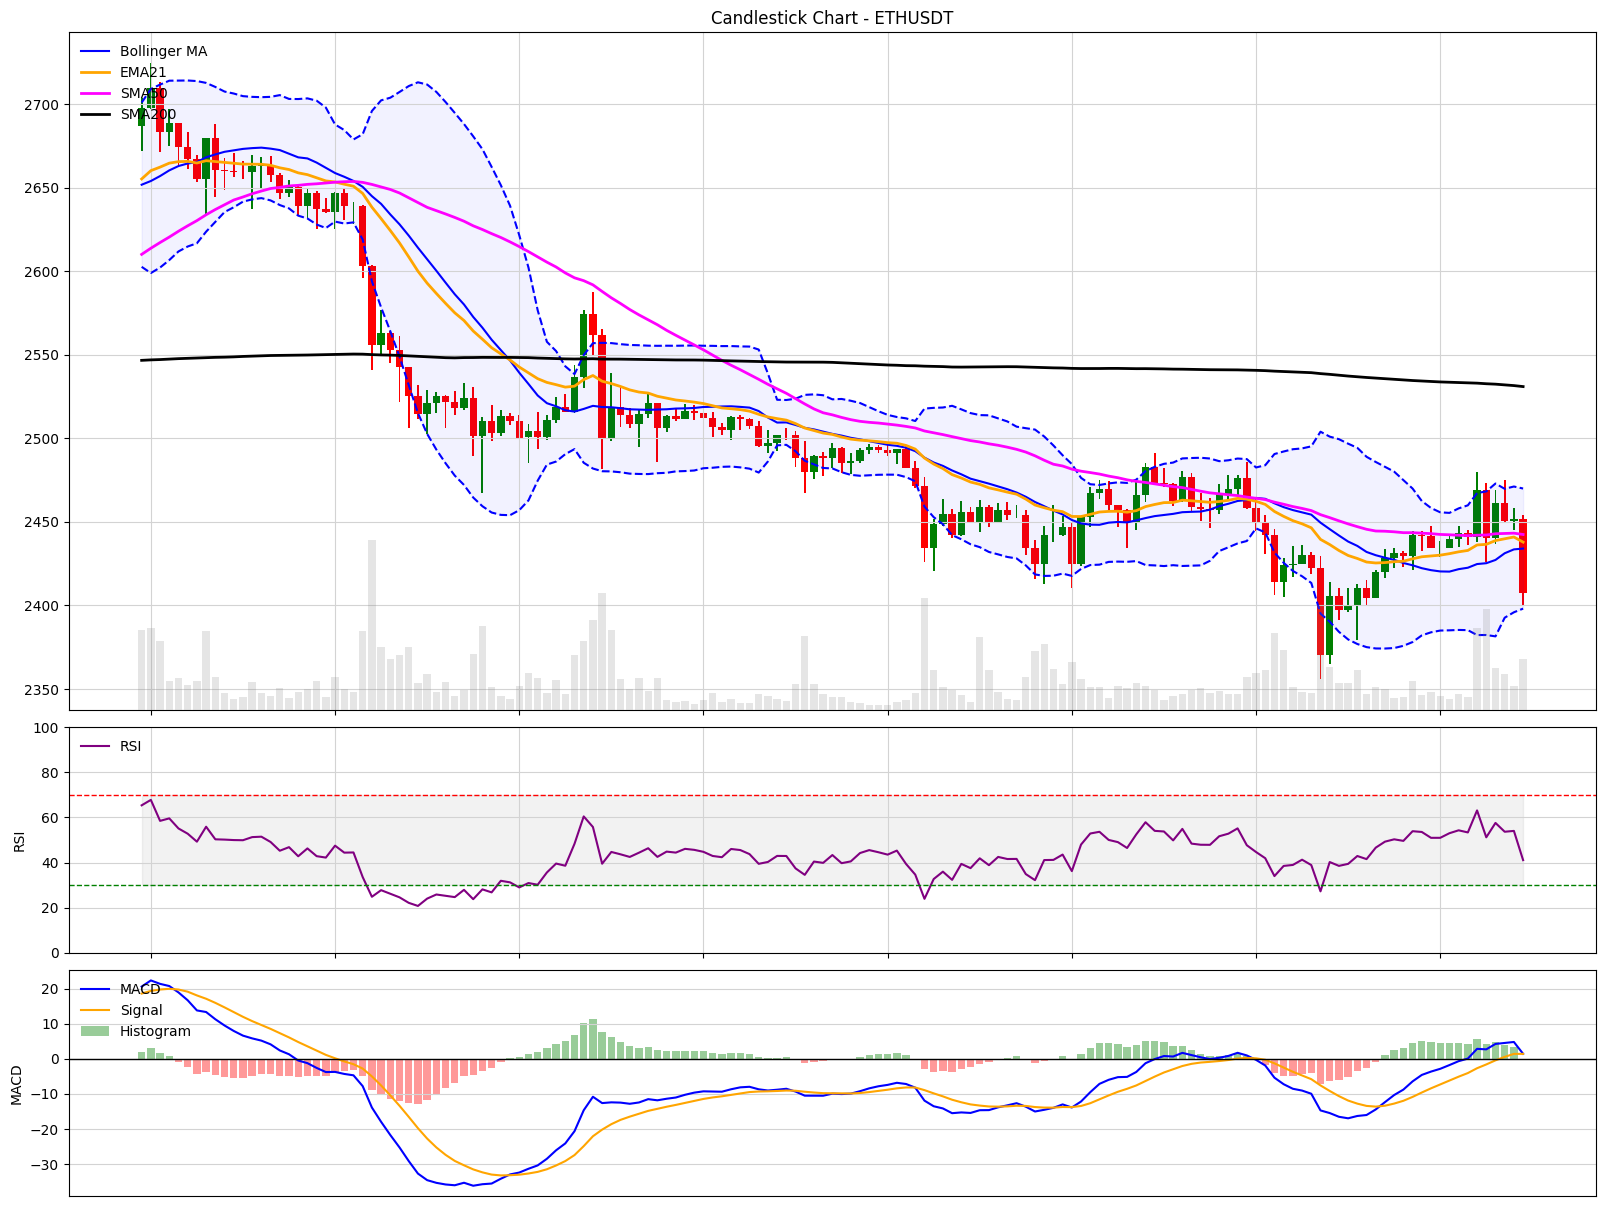 Candlestick Chart - ETHUSDT
Bollinger MA
EMA21
SMA50
SMA200
2700
2650
2600
2550
2500
2450
2400
2350
RSI
100
80
60
40
20
0
RSI
MACD
Signal
Histogram
20
10
0
−10
−20
−30
MACD